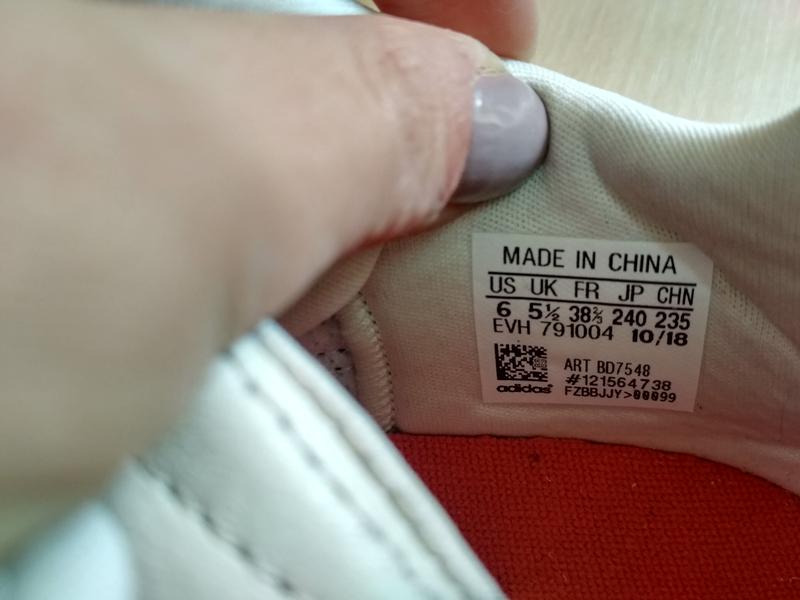 MADE IN CHINA
US UK FR JP CHN
6 5½ 38⅔ 240 235
EVH 791004 10/18
ART BD7548
#121564738
adidas FZBBJJY>00099